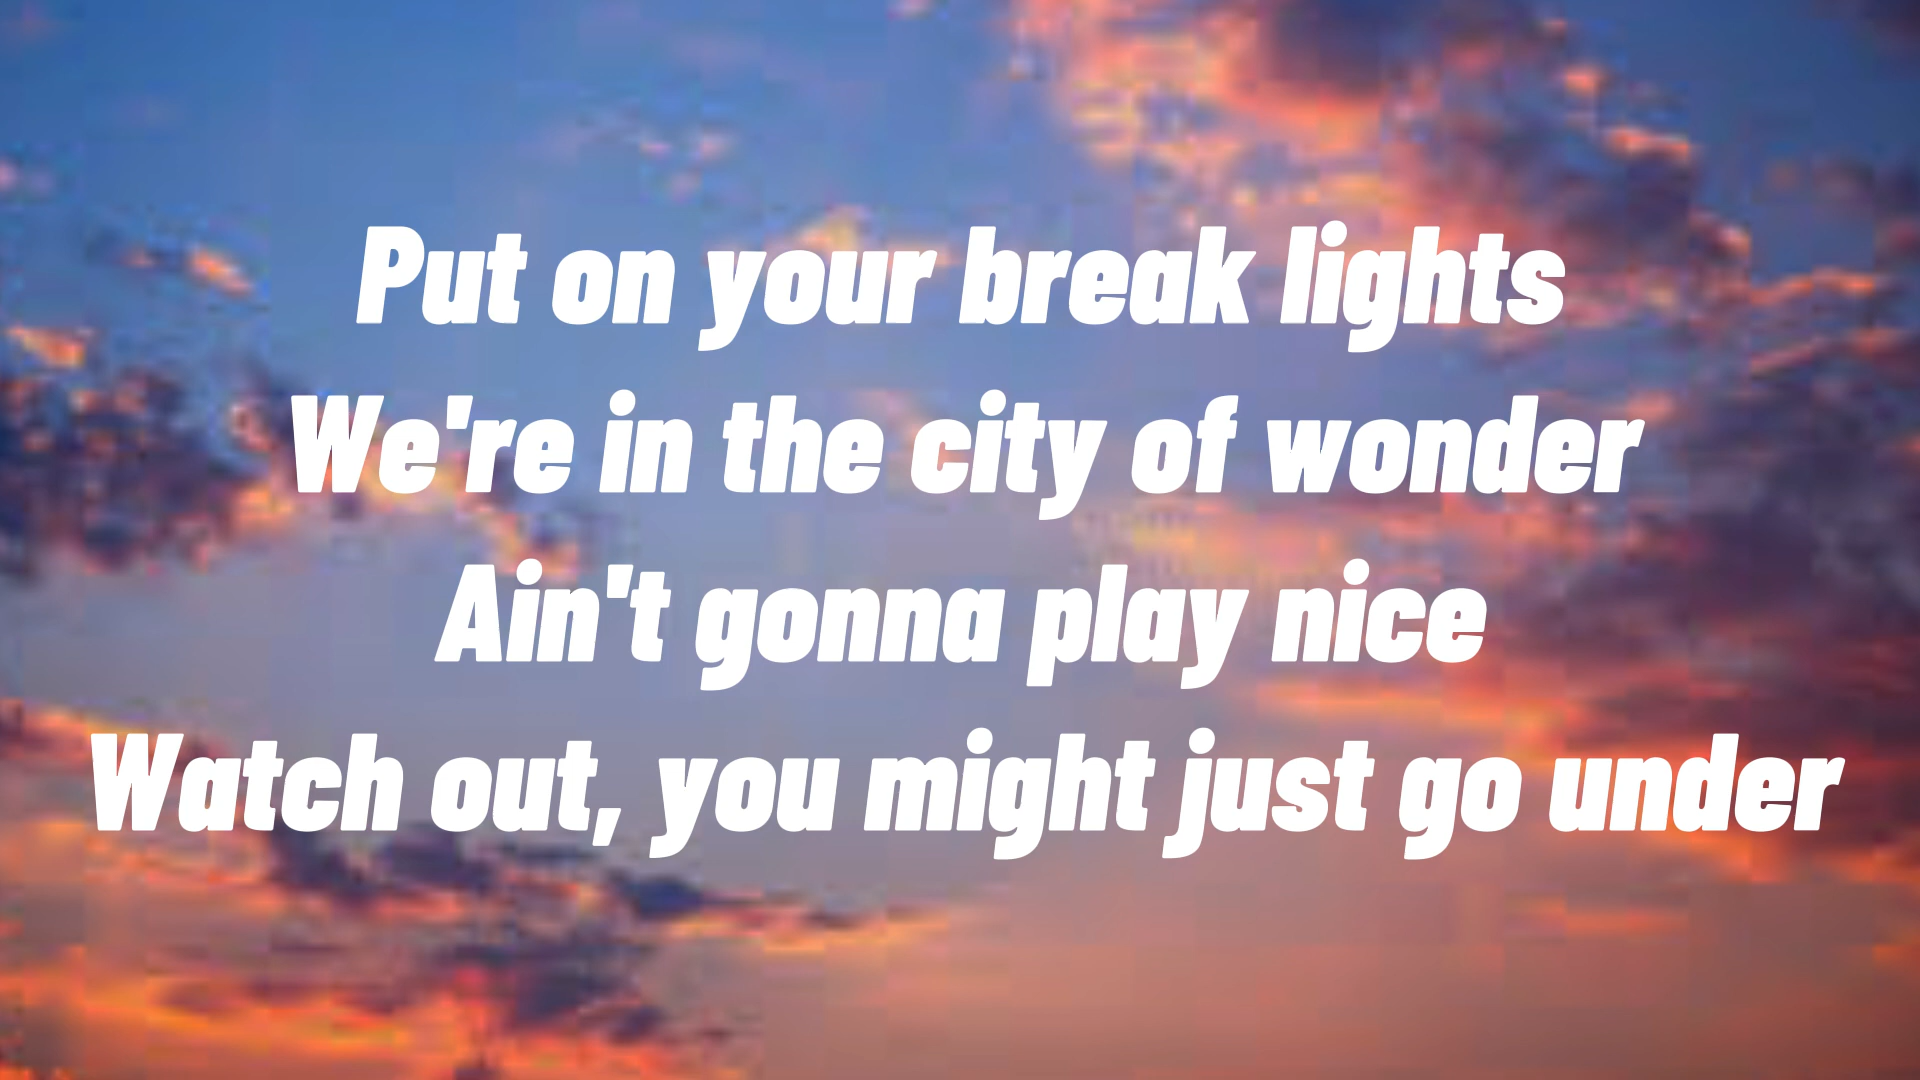 Put on your break lights
We're in the city of wonder
Ain't gonna play nice
Watch out, you might just go under